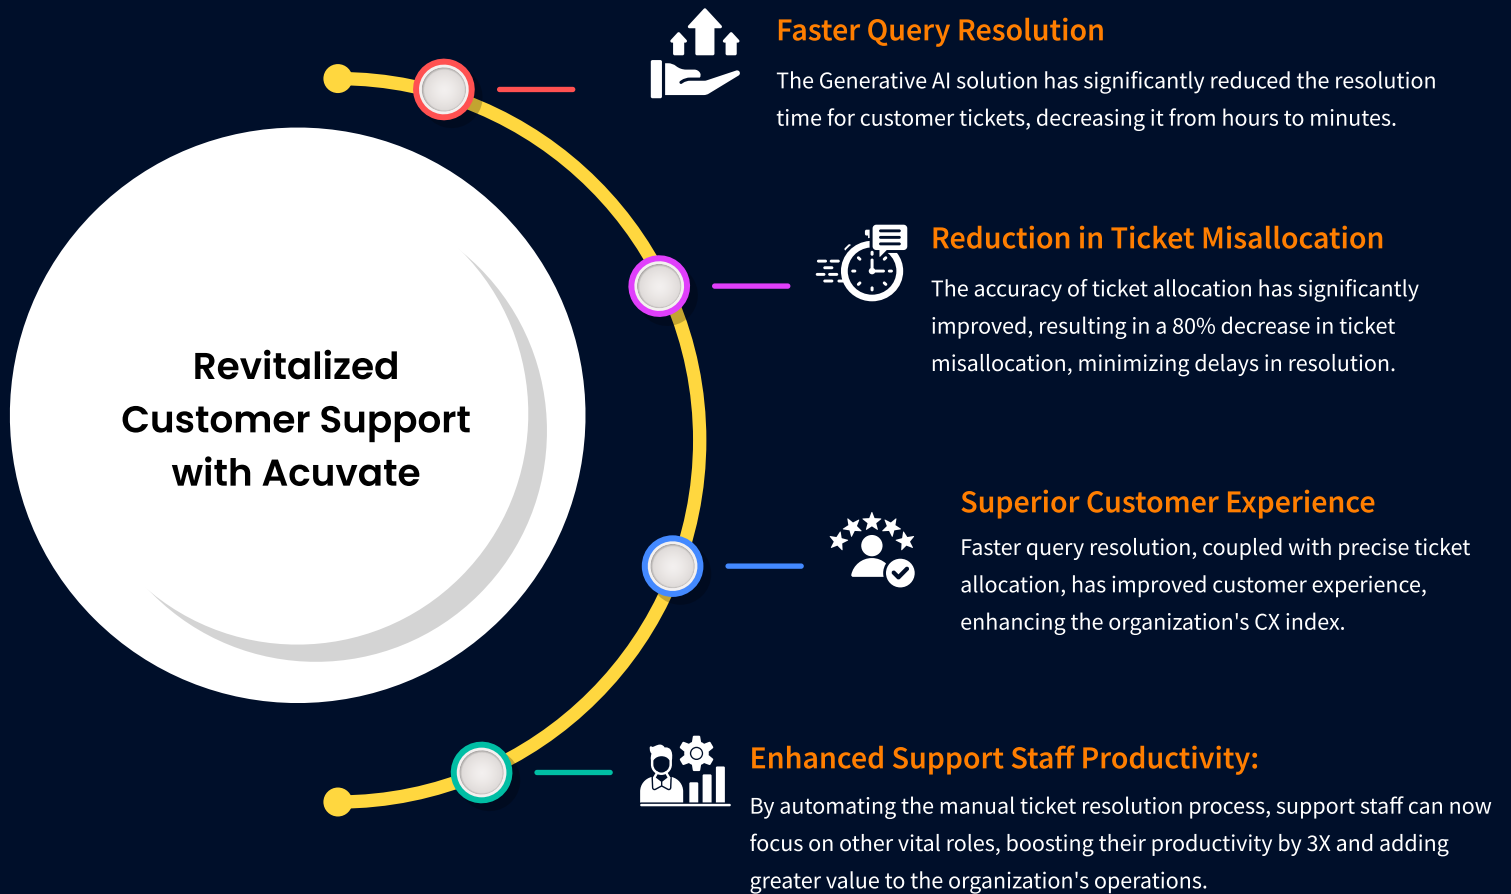 Revitalized
Customer Support
with Acuvate
Faster Query Resolution
The Generative AI solution has significantly reduced the resolution
time for customer tickets, decreasing it from hours to minutes.
Reduction in Ticket Misallocation
The accuracy of ticket allocation has significantly
improved, resulting in a 80% decrease in ticket
misallocation, minimizing delays in resolution.
Superior Customer Experience
Faster query resolution, coupled with precise ticket
allocation, has improved customer experience,
enhancing the organization's CX index.
Enhanced Support Staff Productivity:
By automating the manual ticket resolution process, support staff can now
focus on other vital roles, boosting their productivity by 3X and adding
greater value to the organization's operations.